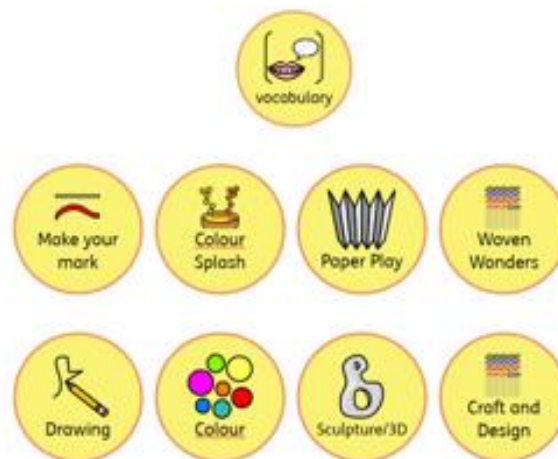 vocabulary
Make your
mark
Colour
Splash
Paper Play
Woven
Wonders
Drawing
Colour
Sculpture/3D
Craft and
Design